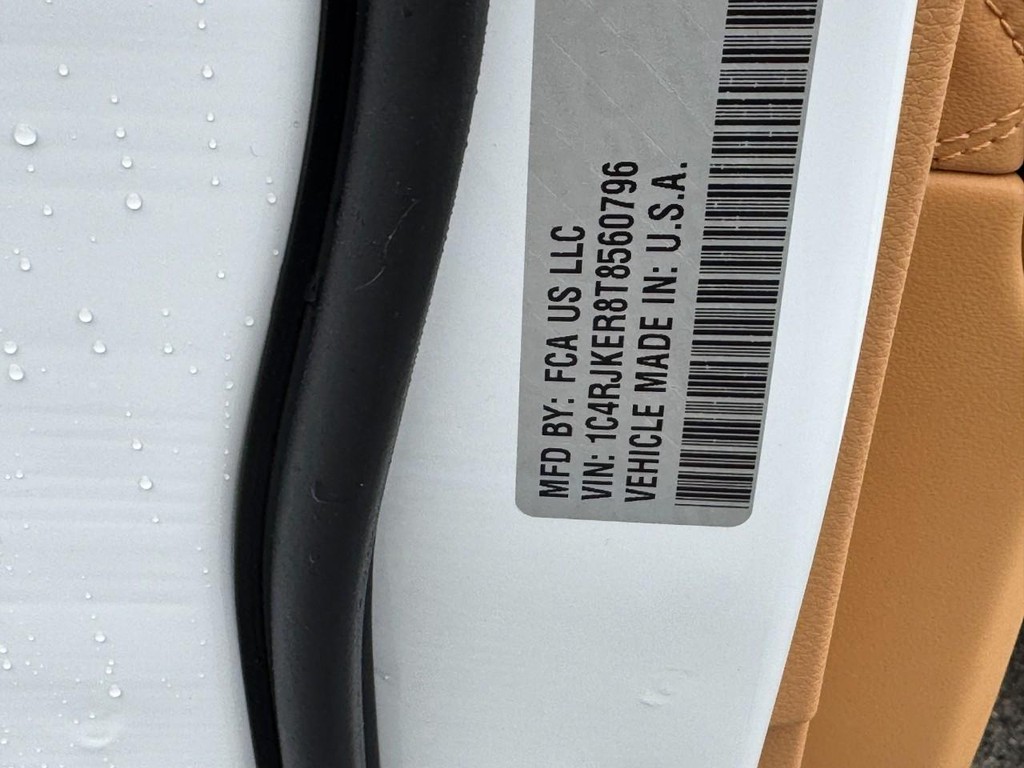 MFD BY: FCA US LLC
VIN: 1C4RJKER8T8560796
VEHICLE MADE IN: U.S.A.